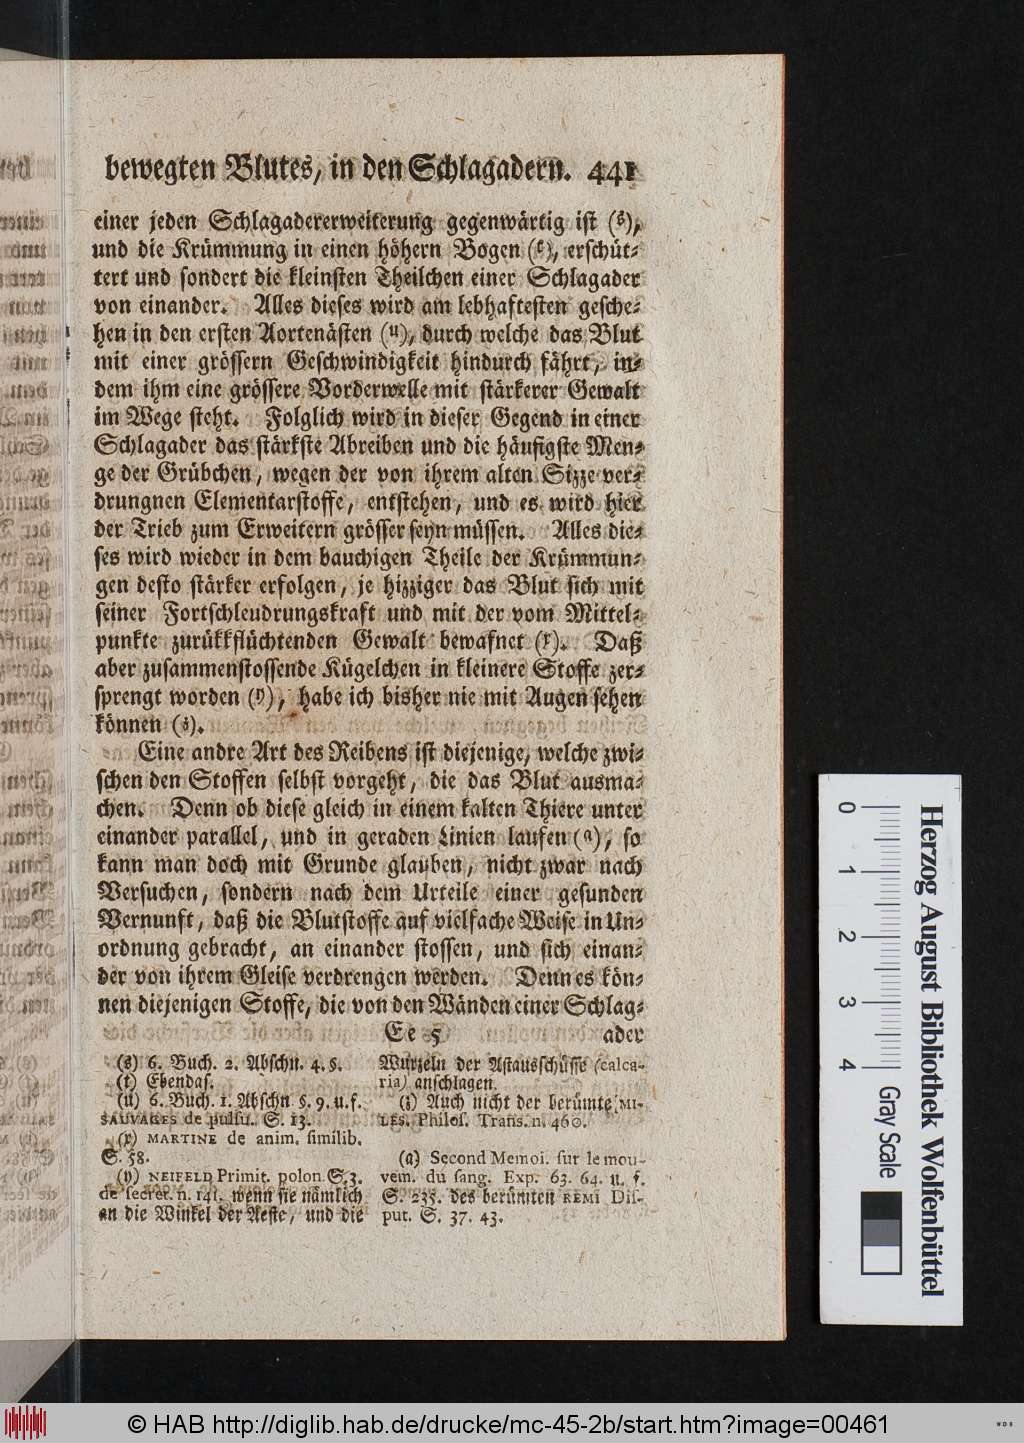 bewegten Blutes, in den Schlagadern. 441
einer jeden Schlagadererweiterung gegenwärtig ist (s),
und die Krümmung in einen höhern Bogen (t), erschüt-
tert und sondert die kleinsten Theilchen einer Schlagader
von einander. Alles dieses wird am lebhaftesten gesche-
hen in den ersten Aortenästen (u), durch welche das Blut
mit einer grössern Geschwindigkeit hindurch fährt, in-
dem ihm eine grössere Vorderwelle mit stärkerer Gewalt
im Wege steht. Folglich wird in dieser Gegend in einer
Schlagader das stärkste Abreiben und die häufigste Men-
ge der Grübchen, wegen der von ihrem alten Sizze ver-
drungnen Elementarstoffe, entstehen, und es wird hier
der Trieb zum Erweitern grösser seyn müssen. Alles die-
ses wird wieder in dem bauchigen Theile der Krümmun-
gen desto stärker erfolgen, je hizziger das Blut sich mit
seiner Fortschleudrungskraft und mit der vom Mittel-
punkte zurükkflüchtenden Gewalt bewafnet (x). Daß
aber zusammenstossende Kügelchen in kleinere Stoffe zer-
sprengt worden (y), habe ich bisher nie mit Augen sehen
können (z).
Eine andre Art des Reibens ist diejenige, welche zwi-
schen den Stoffen selbst vorgeht, die das Blut ausma-
chen. Denn ob diese gleich in einem kalten Thiere unter
einander parallel, und in geraden Linien laufen (a), so
kann man doch mit Grunde glauben, nicht zwar nach
Versuchen, sondern nach dem Urteile einer gesunden
Vernunft, daß die Blutstoffe auf vielfache Weise in Un-
ordnung gebracht, an einander stossen, und sich einan-
der von ihrem Gleise verdrengen werden. Denn es kön-
nen diejenigen Stoffe, die von den Wänden einer Schlag-
Ee 5 ader
(s) 6. Buch. 2. Abschn. 4. §.
(t) Ebendas.
(u) 6. Buch. 1. Abschn §. 9. u. f.
SAUVAGES de pulsu. S. 13.
(x) MARTINE de anim. similib.
S. 58.
(y) NEIFELD Primit. polon. S. 3.
de secret. n. 141. wenn sie nämlich
an die Winkel der Aeste, und die
Wurzeln der Astausschüsse (calca-
ria) anschlagen.
(z) Auch nicht der berümte MI-
LES. Philos. Trans. n. 460.
(a) Second Memoi. sur le mou-
vem. du sang. Exp. 63. 64. u. f.
S. 235. des berümten REMI Dis-
put. S. 37. 43.
0 1 2 3 4
Herzog August Bibliothek Wolfenbüttel
Gray Scale
© HAB http://diglib.hab.de/drucke/mc-45-2b/start.htm?image=00461